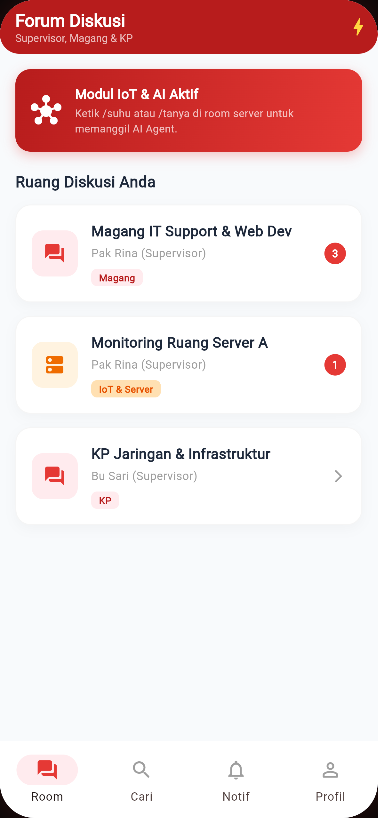 Forum Diskusi
Supervisor, Magang & KP
Modul IoT & AI Aktif
Ketik /suhu atau /tanya di room server untuk
memanggil AI Agent.
Ruang Diskusi Anda
Magang IT Support & Web Dev
Pak Rina (Supervisor)
3
Magang
Monitoring Ruang Server A
Pak Rina (Supervisor)
1
IoT & Server
KP Jaringan & Infrastruktur
Bu Sari (Supervisor)
KP
Room
Cari
Notif
Profil